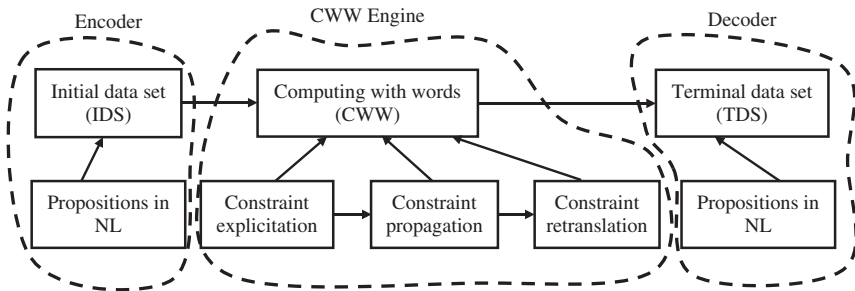 Encoder
CWW Engine
Decoder
Initial data set
(IDS)
Computing with words
(CWW)
Terminal data set
(TDS)
Propositions in
NL
Constraint
explicitation
Constraint
propagation
Constraint
retranslation
Propositions in
NL